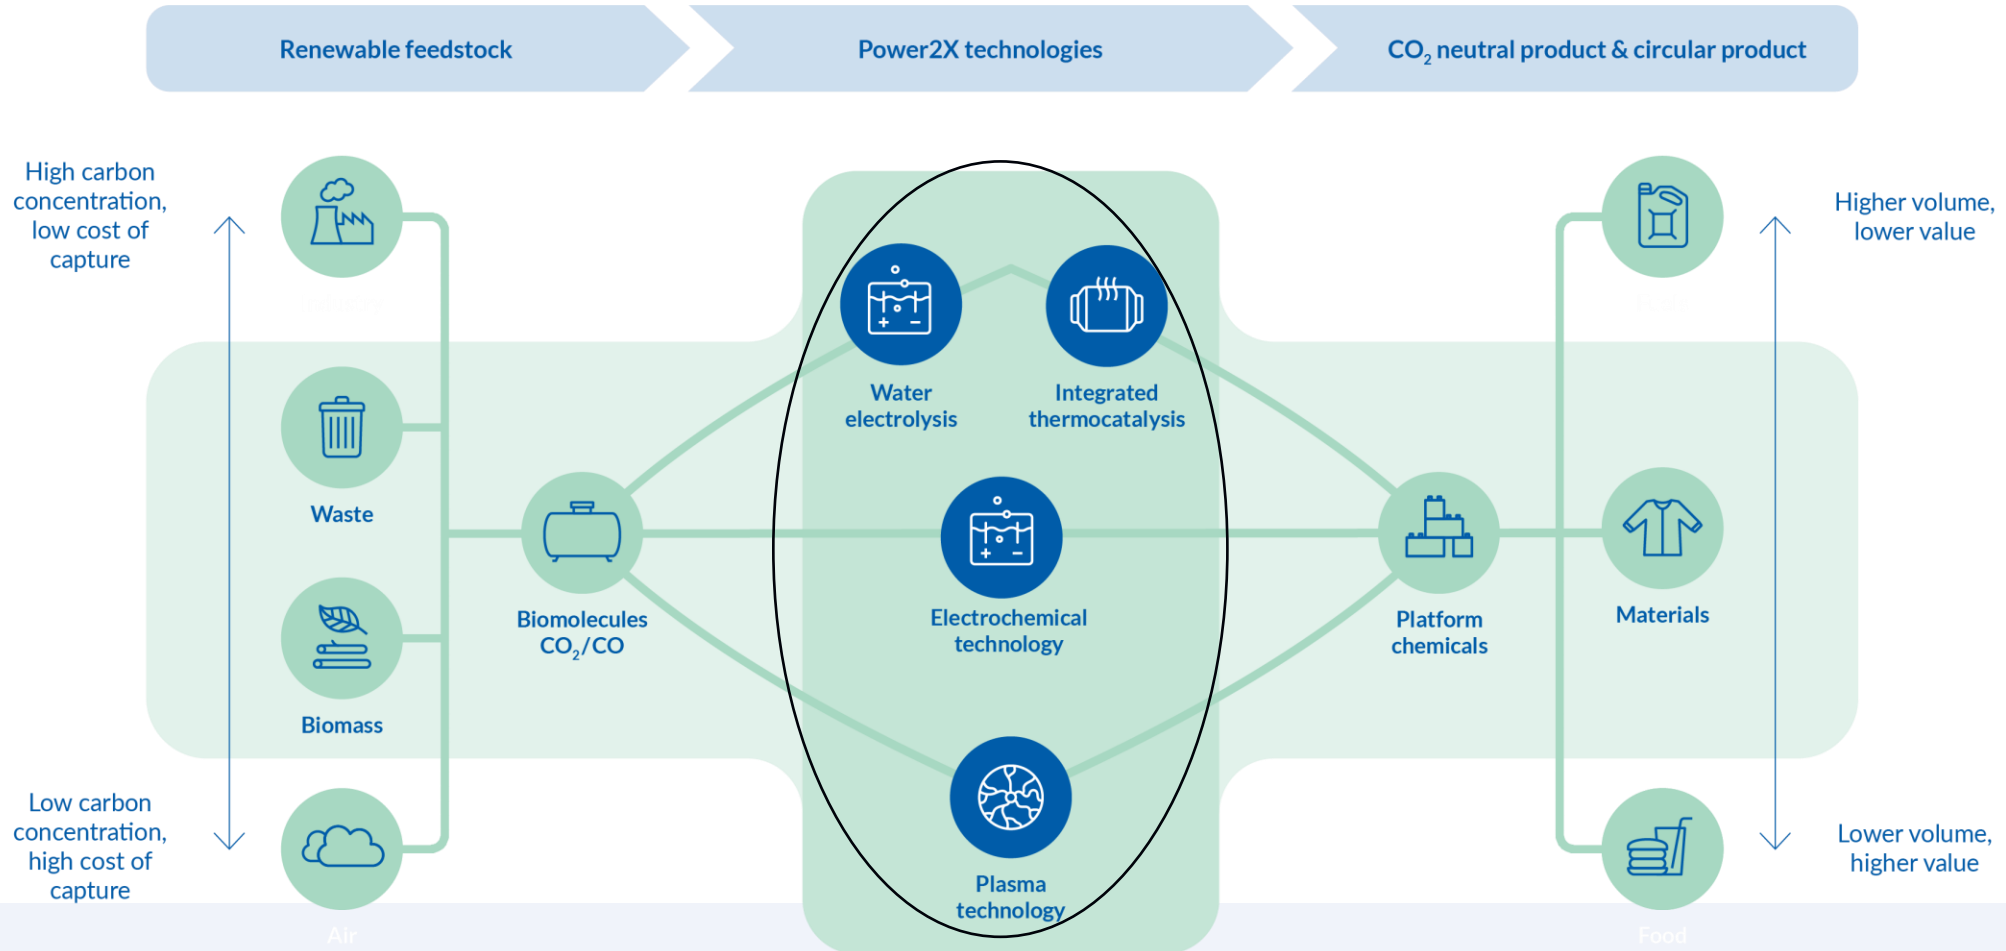 Renewable feedstock
Power2X technologies
CO₂ neutral product & circular product
High carbon
concentration,
low cost of
capture
Low carbon
concentration,
high cost of
capture
Waste
Biomass
Air
Biomolecules
CO₂/CO
Water
electrolysis
Integrated
thermocatalysis
Electrochemical
technology
Plasma
technology
Platform
chemicals
Materials
Food
Higher volume,
lower value
Lower volume,
higher value